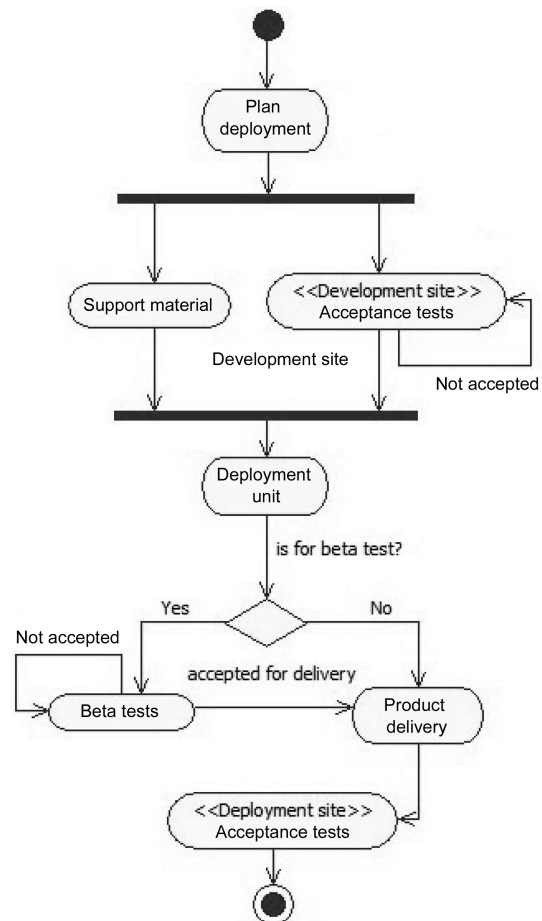 Plan
deployment
Support material
<<Development site>>
Acceptance tests
Development site
Not accepted
Deployment
unit
is for beta test?
Yes
No
Not accepted
accepted for delivery
Beta tests
Product
delivery
<<Deployment site>>
Acceptance tests